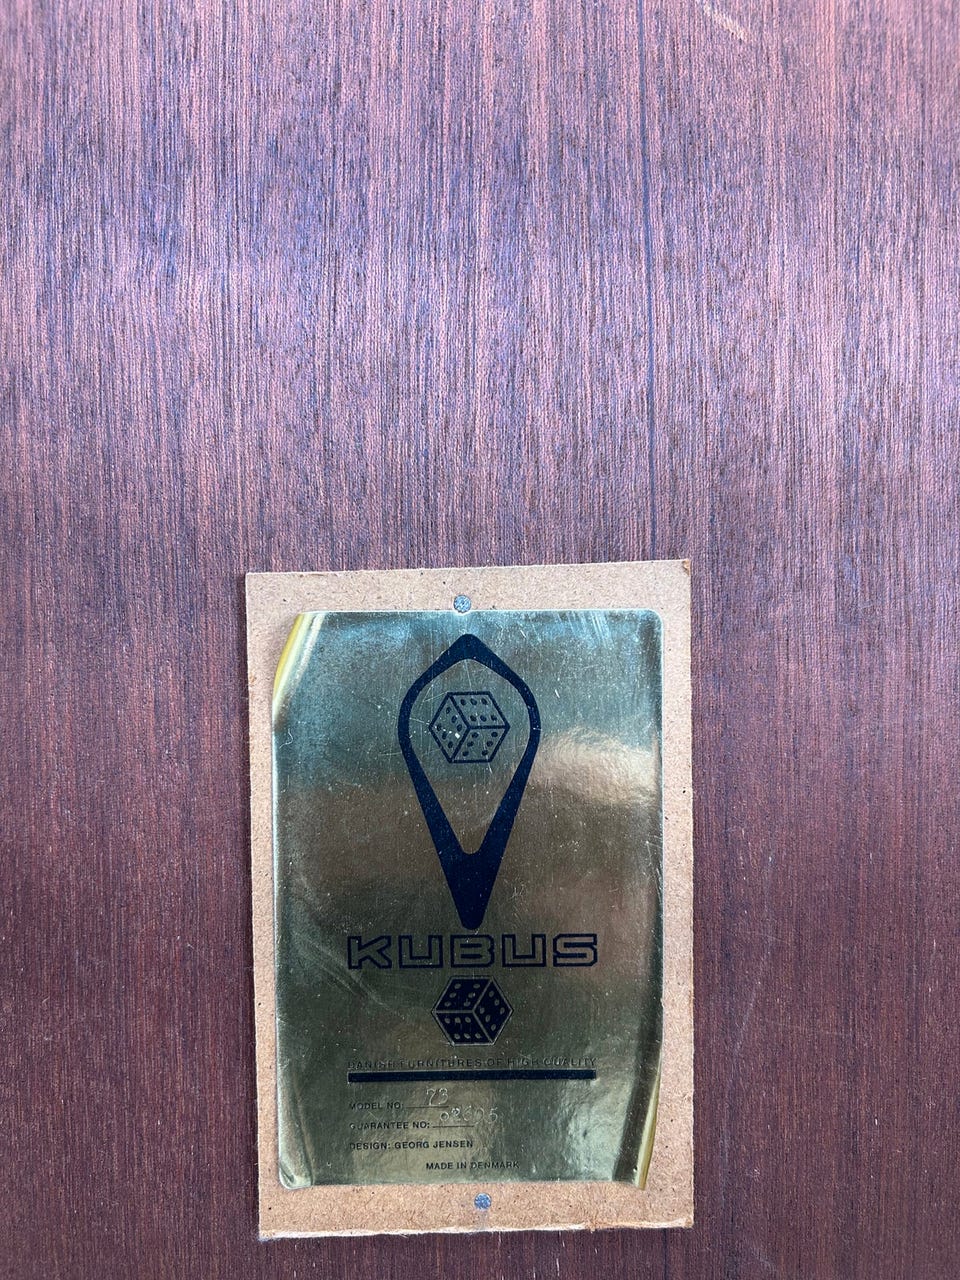 KUBUS
DANISH FURNITURES OF HIGH QUALITY
MODEL NO: 73
GUARANTEE NO:
DESIGN: GEORG JENSEN
MADE IN DENMARK